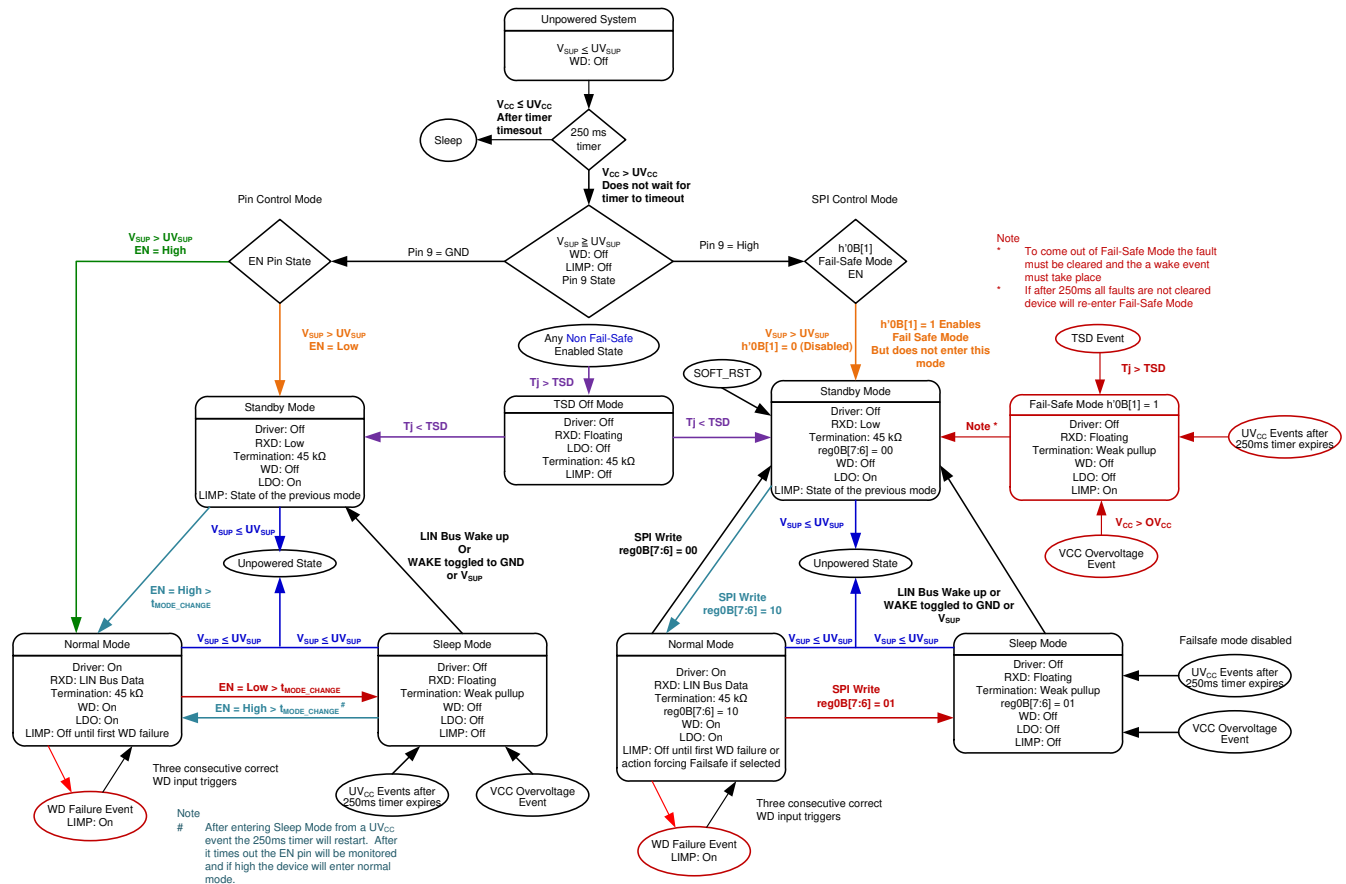 Unpowered System
VSUP ≤ UVSUP
WD: Off
VCC ≤ UVCC
After timer
timesout
Sleep
250 ms
timer
VCC > UVCC
Does not wait for
timer to timeout
Pin Control Mode
SPI Control Mode
VSUP > UVSUP
EN = High
EN Pin State
Pin 9 = GND
VSUP ≧ UVSUP
WD: Off
LIMP: Off
Pin 9 State
Pin 9 = High
h'0B[1]
Fail-Safe Mode
EN
Note
* To come out of Fail-Safe Mode the fault
must be cleared and the a wake event
must take place
* If after 250ms all faults are not cleared
device will re-enter Fail-Safe Mode
VSUP > UVSUP
EN = Low
Any Non Fail-Safe
Enabled State
VSUP > UVSUP
h'0B[1] = 0 (Disabled)
h'0B[1] = 1 Enables
Fail Safe Mode
But does not enter this
mode
TSD Event
Tj > TSD
SOFT_RST
Tj > TSD
Standby Mode
Driver: Off
RXD: Low
Termination: 45 kΩ
WD: Off
LDO: On
LIMP: State of the previous mode
Tj < TSD
TSD Off Mode
Driver: Off
RXD: Floating
LDO: Off
Termination: 45 kΩ
LIMP: Off
Tj < TSD
Standby Mode
Driver: Off
RXD: Low
Termination: 45 kΩ
reg0B[7:6] = 00
WD: Off
LDO: On
LIMP: State of the previous mode
Note *
Fail-Safe Mode h'0B[1] = 1
Driver: Off
RXD: Floating
Termination: Weak pullup
WD: Off
LDO: Off
LIMP: On
UVCC Events after
250ms timer expires
VCC > OVCC
VCC Overvoltage
Event
VSUP ≤ UVSUP
Unpowered State
LIN Bus Wake up
Or
WAKE toggled to GND
or VSUP
EN = High >
tMODE_CHANGE
SPI Write
reg0B[7:6] = 00
VSUP ≤ UVSUP
Unpowered State
SPI Write
reg0B[7:6] = 10
LIN Bus Wake up or
WAKE toggled to GND or
VSUP
Normal Mode
Driver: On
RXD: LIN Bus Data
Termination: 45 kΩ
WD: On
LDO: On
LIMP: Off until first WD failure
VSUP ≤ UVSUP
VSUP ≤ UVSUP
EN = Low > tMODE_CHANGE
EN = High > tMODE_CHANGE #
Sleep Mode
Driver: Off
RXD: Floating
Termination: Weak pullup
WD: Off
LDO: Off
LIMP: Off
Normal Mode
Driver: On
RXD: LIN Bus Data
Termination: 45 kΩ
reg0B[7:6] = 10
WD: On
LDO: On
LIMP: Off until first WD failure or
action forcing Failsafe if selected
VSUP ≤ UVSUP
VSUP ≤ UVSUP
SPI Write
reg0B[7:6] = 01
Sleep Mode
Driver: Off
RXD: Floating
Termination: Weak pullup
reg0B[7:6] = 01
WD: Off
LDO: Off
LIMP: Off
Failsafe mode disabled
UVCC Events after
250ms timer expires
VCC Overvoltage
Event
WD Failure Event
LIMP: On
Three consecutive correct
WD input triggers
UVCC Events after
250ms timer expires
VCC Overvoltage
Event
Note
# After entering Sleep Mode from a UVCC
event the 250ms timer will restart. After
it times out the EN pin will be monitored
and if high the device will enter normal
mode.
WD Failure Event
LIMP: On
Three consecutive correct
WD input triggers